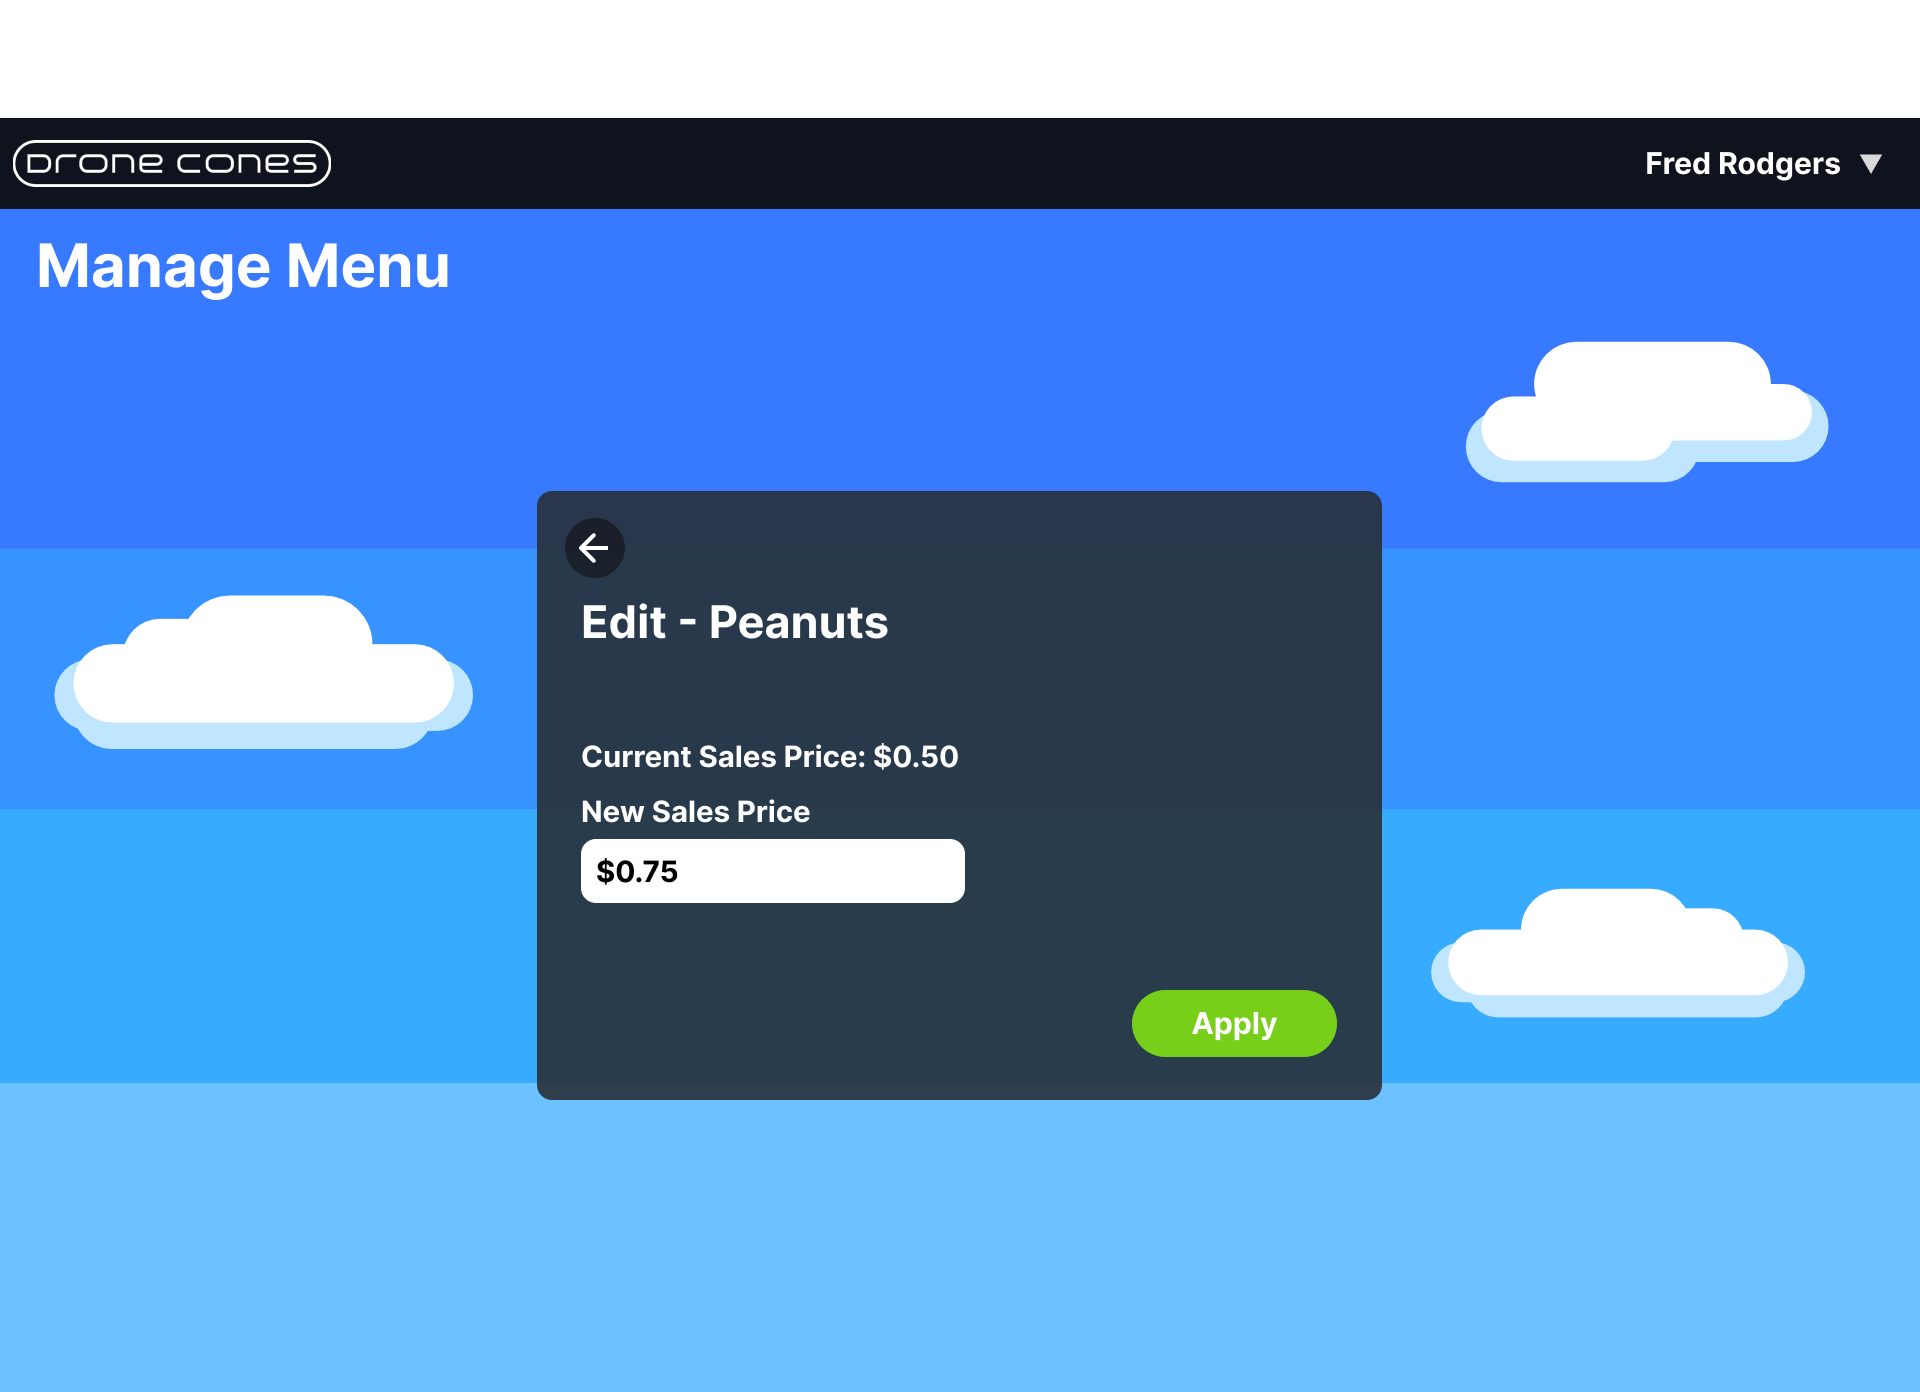 Drone Cones
Fred Rodgers ▼
Manage Menu
Edit - Peanuts
Current Sales Price: $0.50
New Sales Price
$0.75
Apply